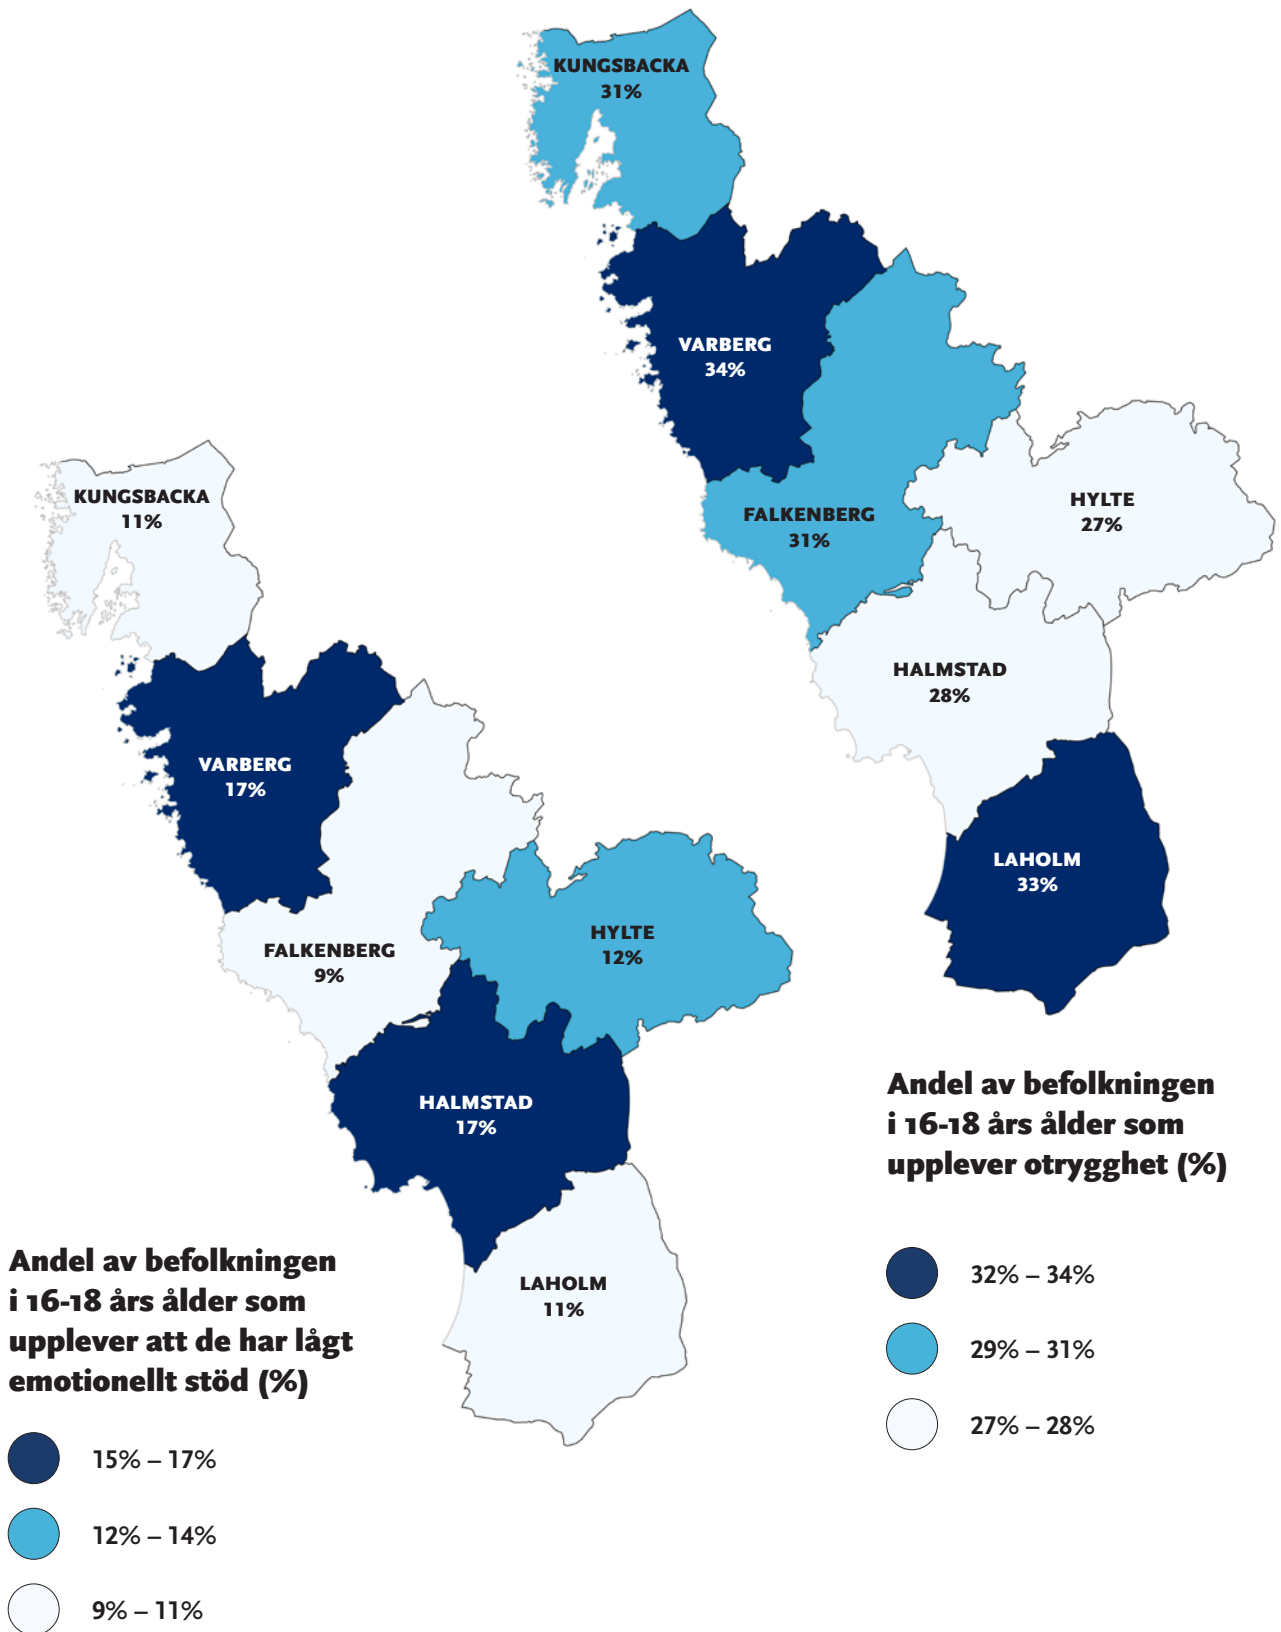 KUNGSBACKA
31%
VARBERG
34%
FALKENBERG
31%
HYLTE
27%
HALMSTAD
28%
LAHOLM
33%
Andel av befolkningen
i 16-18 års ålder som
upplever otrygghet (%)
32% – 34%
29% – 31%
27% – 28%
KUNGSBACKA
11%
VARBERG
17%
FALKENBERG
9%
HYLTE
12%
HALMSTAD
17%
LAHOLM
11%
Andel av befolkningen
i 16-18 års ålder som
upplever att de har lågt
emotionellt stöd (%)
15% – 17%
12% – 14%
9% – 11%